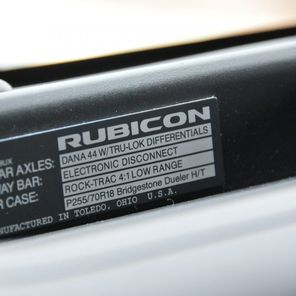 RUBICON
AR AXLES: DANA 44 W/TRU-LOK DIFFERENTIALS
WAY BAR: ELECTRONIC DISCONNECT
R CASE: ROCK-TRAC 4:1 LOW RANGE
P255/70R18 Bridgestone Dueler H/T
NUFACTURED IN TOLEDO, OHIO U.S.A.